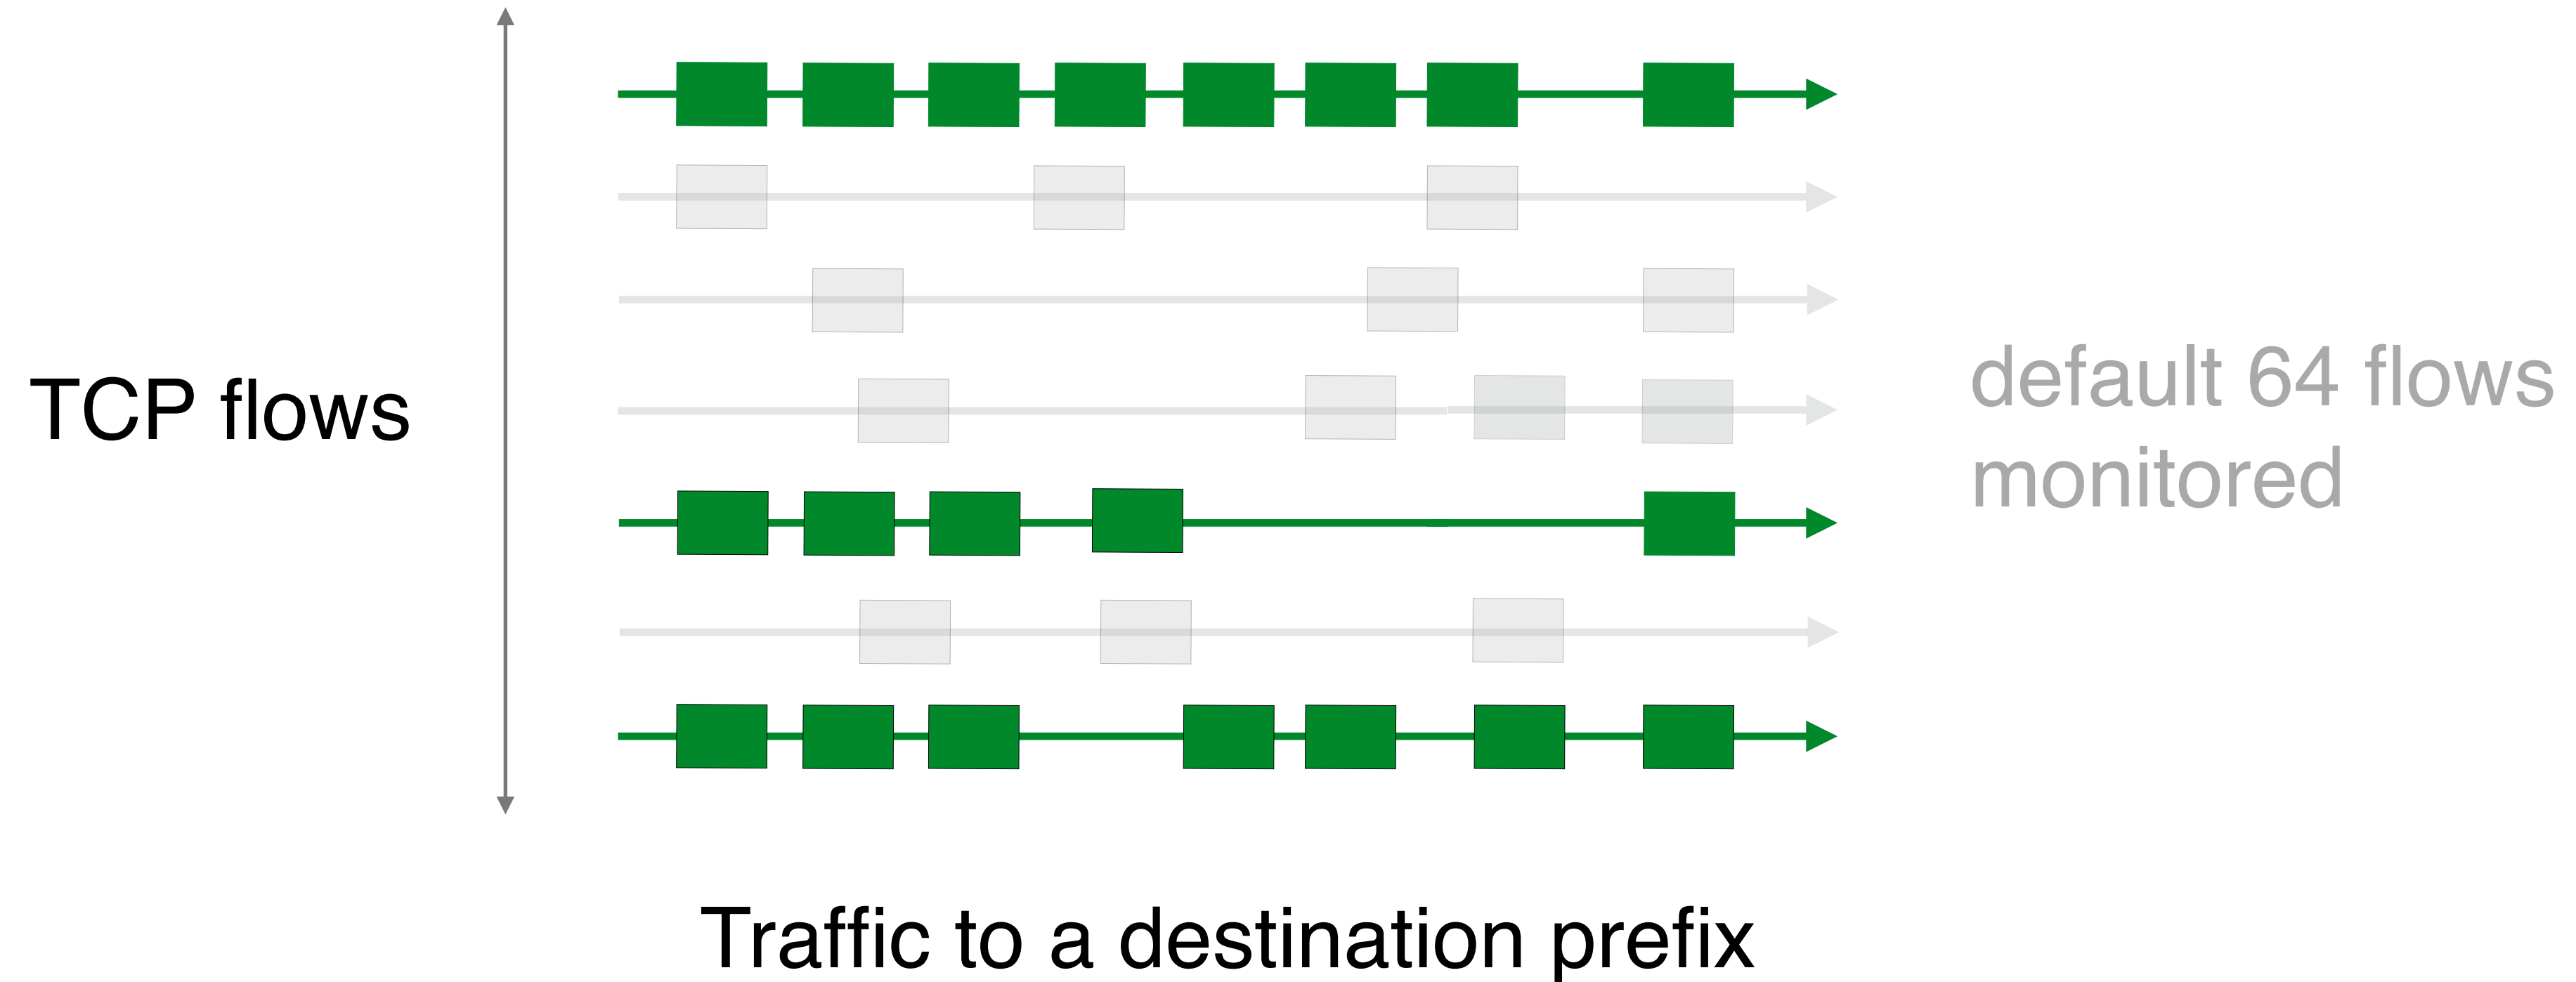 TCP flows
default 64 flows
monitored
Traffic to a destination prefix